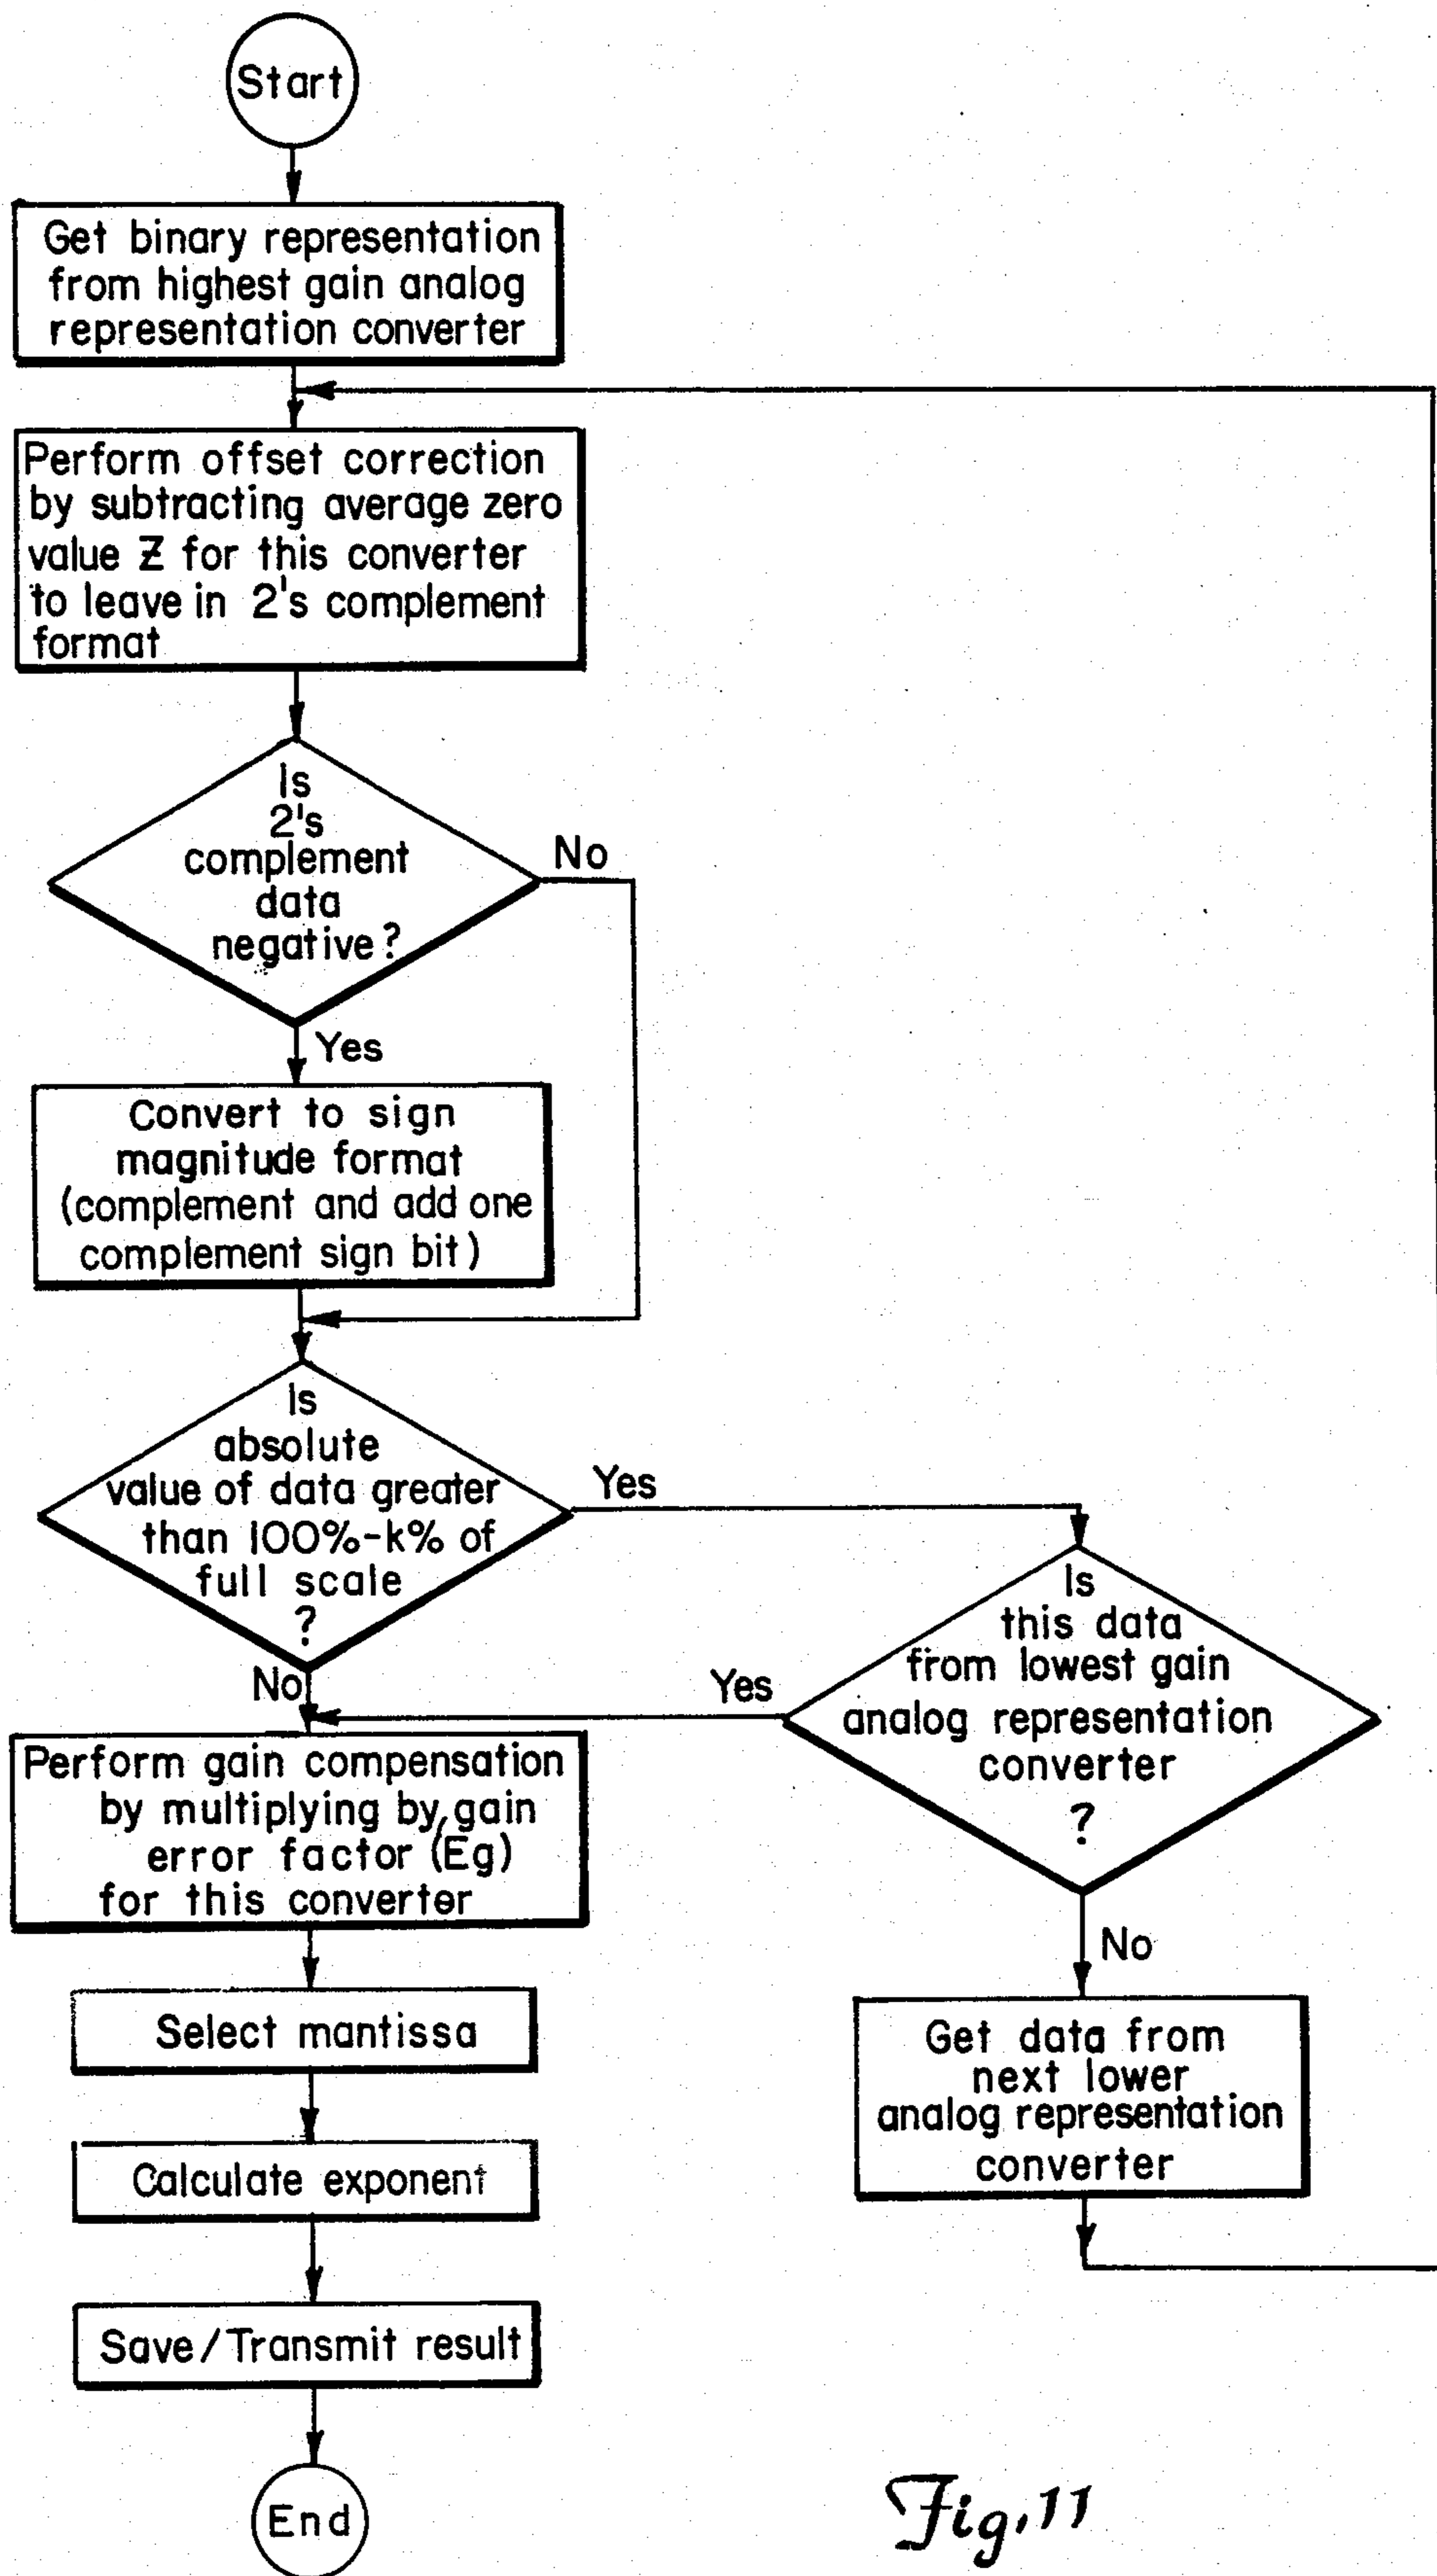 Start
Get binary representation
from highest gain analog
representation converter
Perform offset correction
by subtracting average zero
value Z for this converter
to leave in 2's complement
format
Is
2's
complement
data
negative?
No
Yes
Convert to sign
magnitude format
(complement and add one
complement sign bit)
Is
absolute
value of data greater
than 100%-k% of
full scale
?
Yes
No
Is
this data
from lowest gain
analog representation
converter
?
Yes
No
Perform gain compensation
by multiplying by gain
error factor (Eg)
for this converter
Get data from
next lower
analog representation
converter
Select mantissa
Calculate exponent
Save/Transmit result
End
Fig. 11